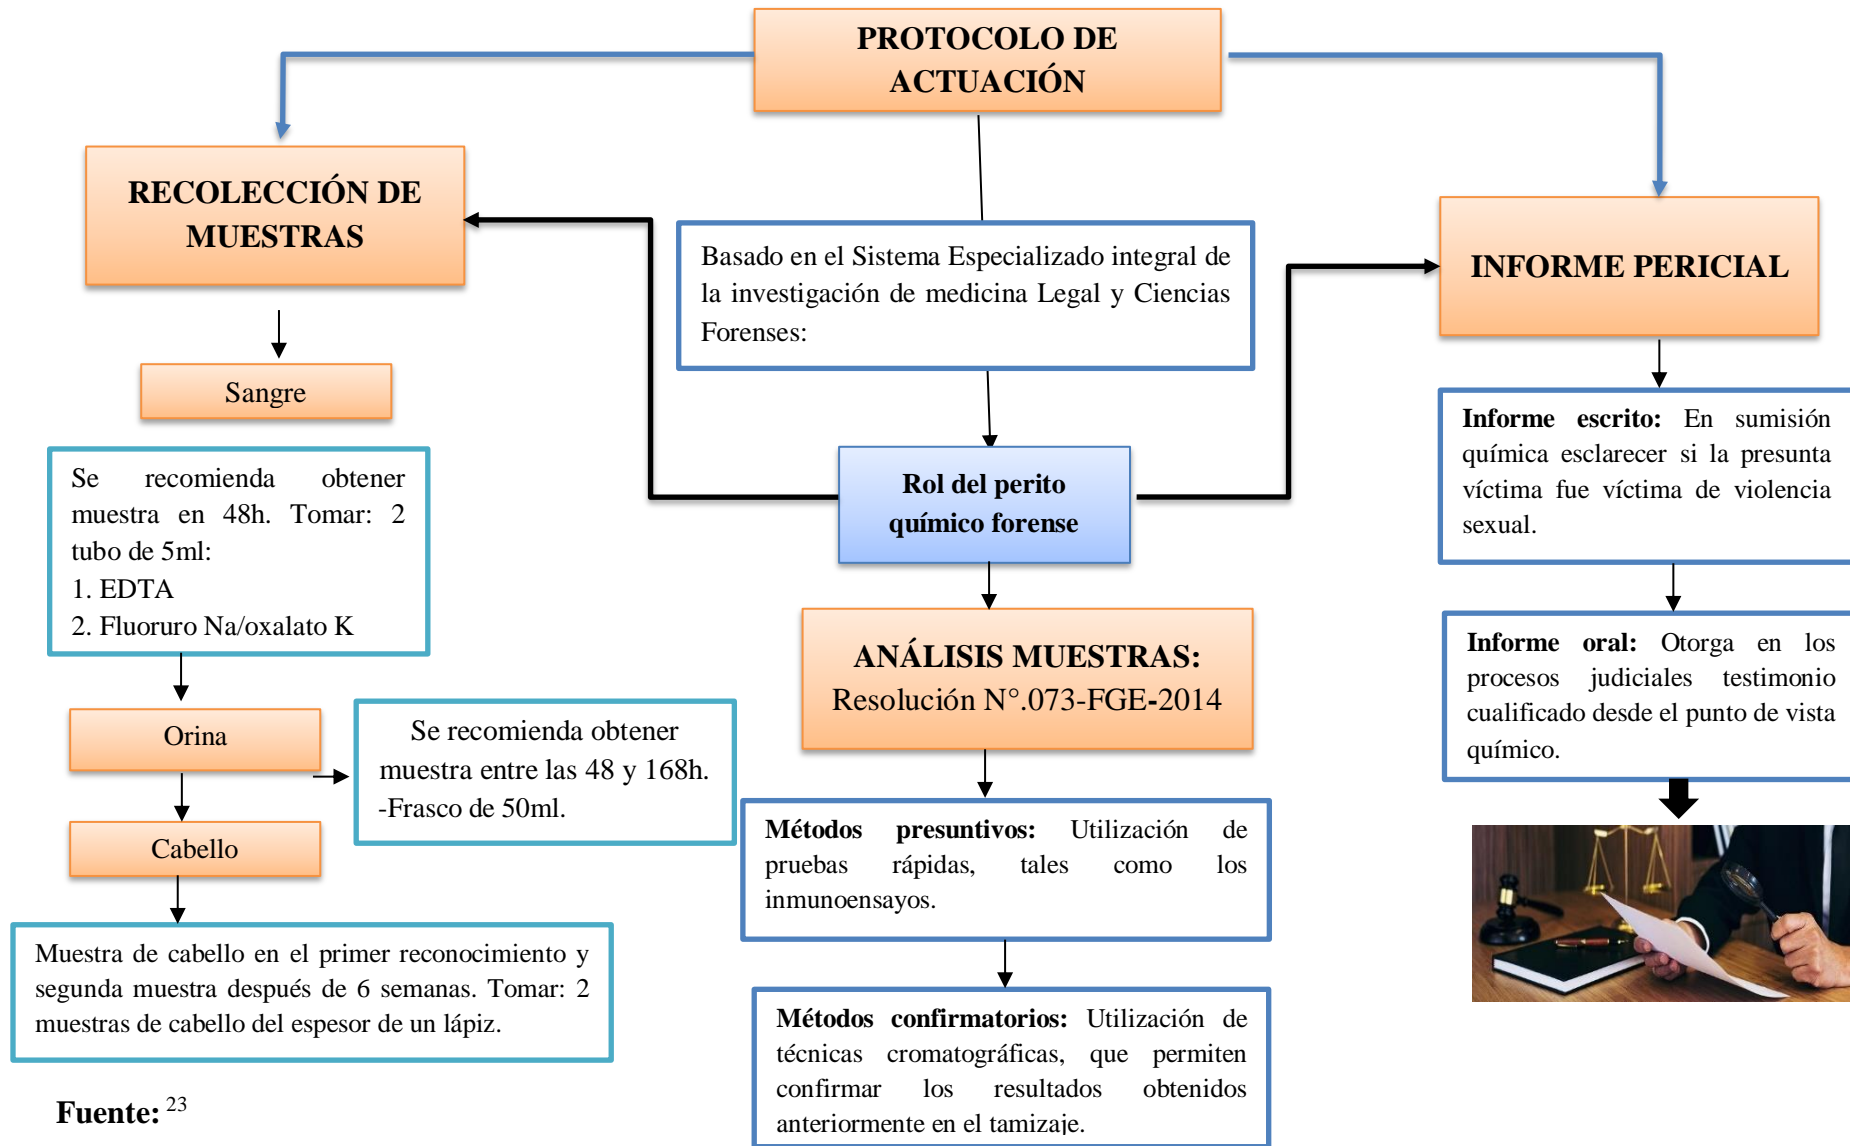 PROTOCOLO DE
ACTUACIÓN
RECOLECCIÓN DE
MUESTRAS
Sangre
Se recomienda obtener
muestra en 48h. Tomar: 2
tubo de 5ml:
1. EDTA
2. Fluoruro Na/oxalato K
Orina
Se recomienda obtener
muestra entre las 48 y 168h.
-Frasco de 50ml.
Cabello
Muestra de cabello en el primer reconocimiento y
segunda muestra después de 6 semanas. Tomar: 2
muestras de cabello del espesor de un lápiz.
Basado en el Sistema Especializado integral de
la investigación de medicina Legal y Ciencias
Forenses:
Rol del perito
químico forense
ANÁLISIS MUESTRAS:
Resolución N°.073-FGE-2014
Métodos presuntivos: Utilización de
pruebas rápidas, tales como los
inmunoensayos.
Métodos confirmatorios: Utilización de
técnicas cromatográficas, que permiten
confirmar los resultados obtenidos
anteriormente en el tamizaje.
INFORME PERICIAL
Informe escrito: En sumisión
química esclarecer si la presunta
víctima fue víctima de violencia
sexual.
Informe oral: Otorga en los
procesos judiciales testimonio
cualificado desde el punto de vista
químico.
Fuente: 23